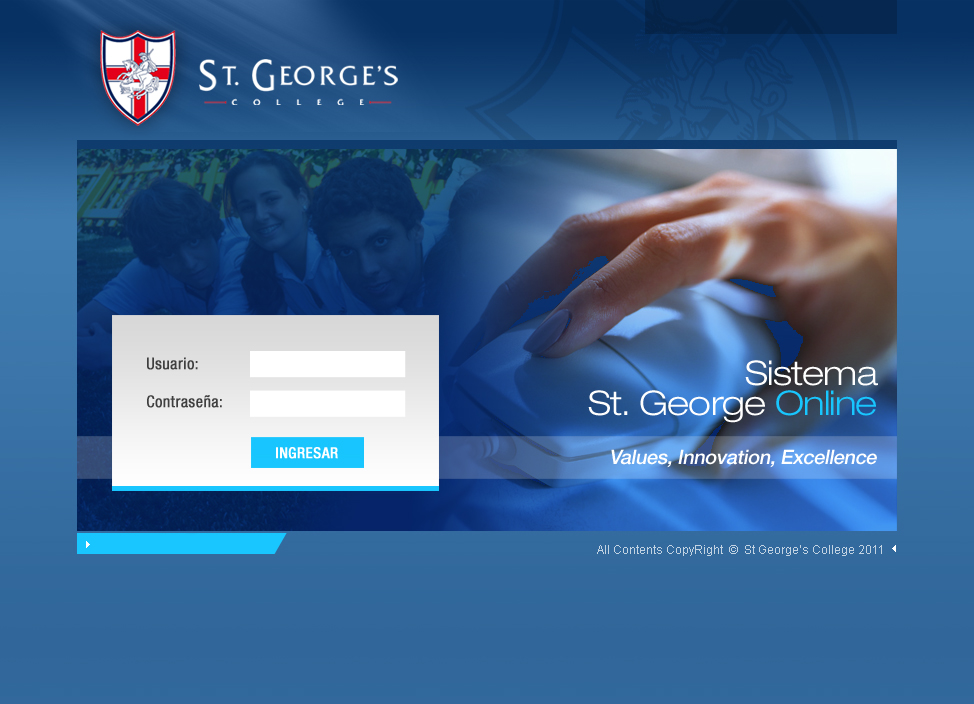 ST. GEORGE'S
COLLEGE
Usuario:
Contraseña:
INGRESAR
Sistema
St. George Online
Values, Innovation, Excellence
All Contents CopyRight © St George's College 2011